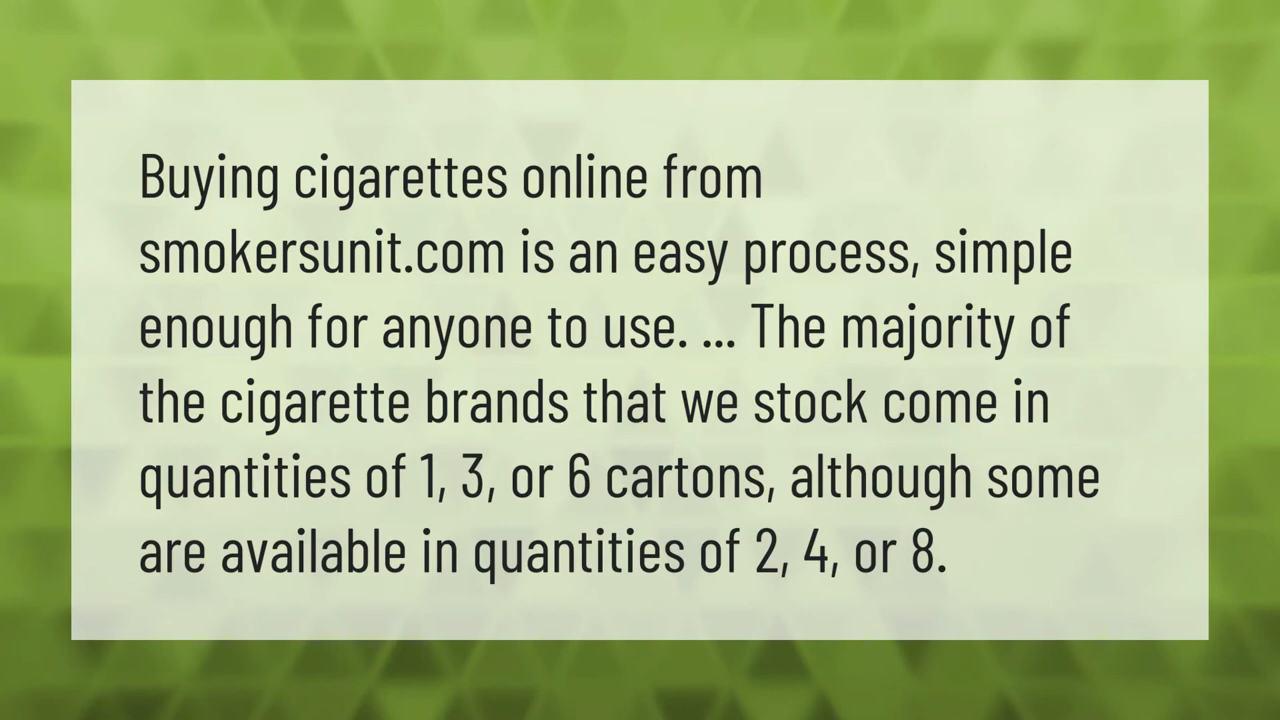 Buying cigarettes online from
smokersunit.com is an easy process, simple
enough for anyone to use. ... The majority of
the cigarette brands that we stock come in
quantities of 1, 3, or 6 cartons, although some
are available in quantities of 2, 4, or 8.